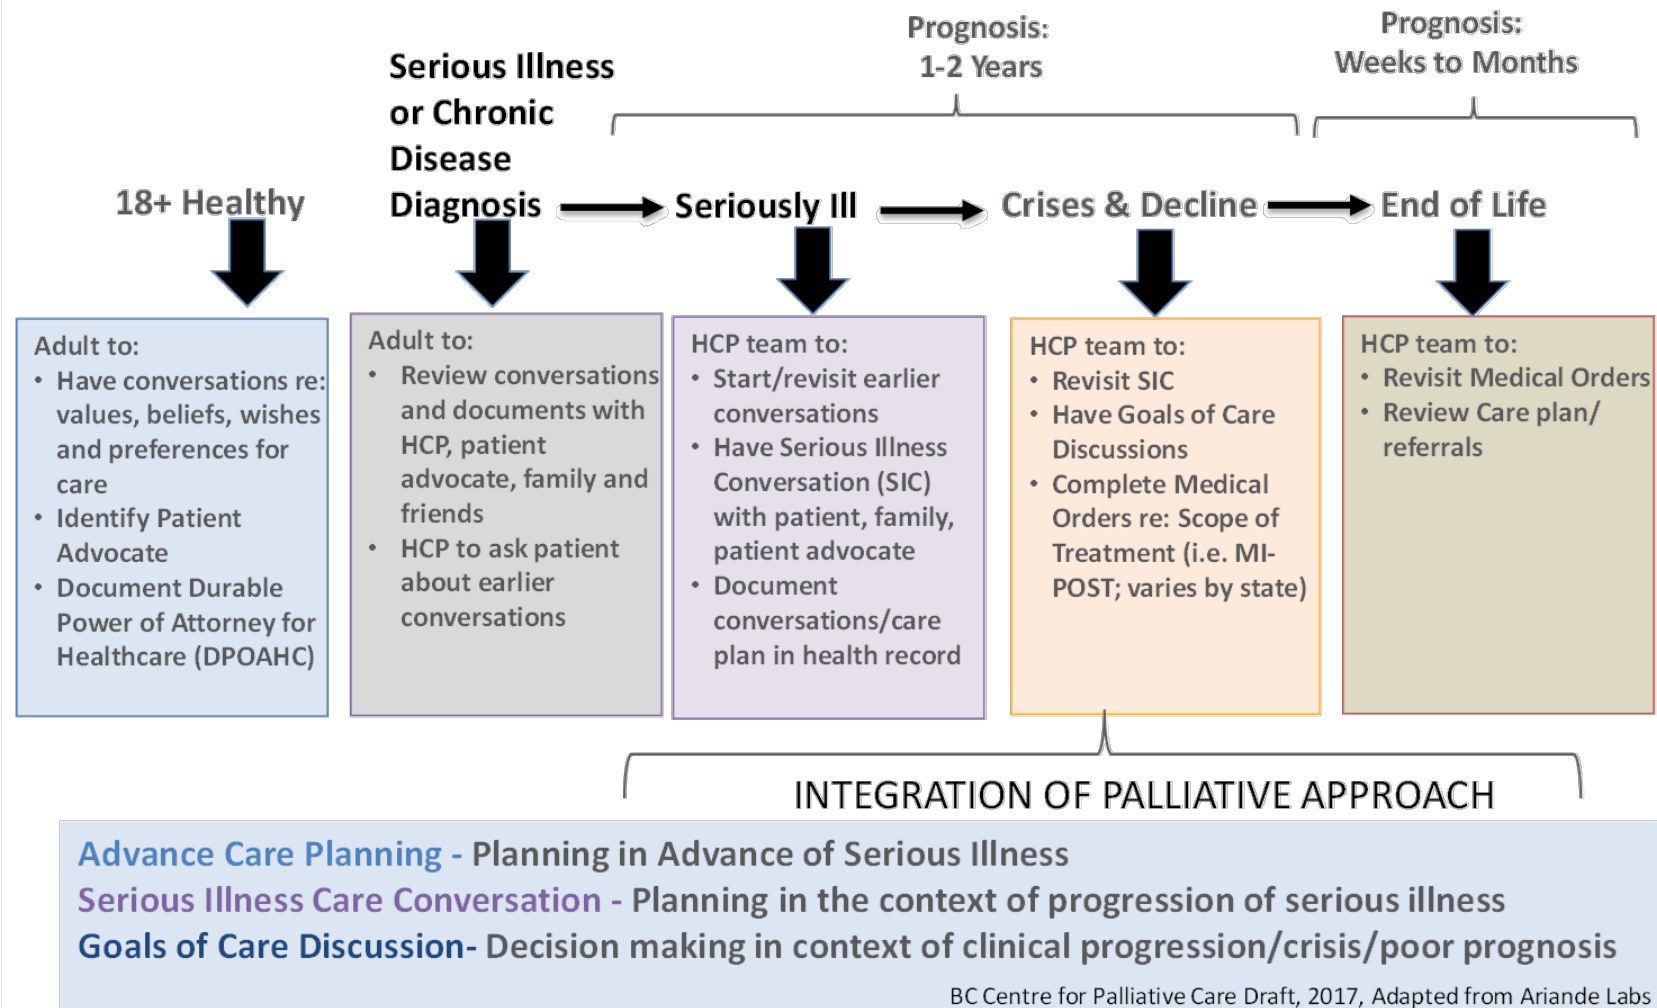 Prognosis:
1-2 Years
Prognosis:
Weeks to Months
18+ Healthy
Serious Illness
or Chronic
Disease
Diagnosis
Seriously Ill
Crises & Decline
End of Life
Adult to:
• Have conversations re:
values, beliefs, wishes
and preferences for
care
• Identify Patient
Advocate
• Document Durable
Power of Attorney for
Healthcare (DPOAHC)
Adult to:
• Review conversations
and documents with
HCP, patient
advocate, family and
friends
• HCP to ask patient
about earlier
conversations
HCP team to:
• Start/revisit earlier
conversations
• Have Serious Illness
Conversation (SIC)
with patient, family,
patient advocate
• Document
conversations/care
plan in health record
HCP team to:
• Revisit SIC
• Have Goals of Care
Discussions
• Complete Medical
Orders re: Scope of
Treatment (i.e. MI-
POST; varies by state)
HCP team to:
• Revisit Medical Orders
• Review Care plan/
referrals
INTEGRATION OF PALLIATIVE APPROACH
Advance Care Planning - Planning in Advance of Serious Illness
Serious Illness Care Conversation - Planning in the context of progression of serious illness
Goals of Care Discussion- Decision making in context of clinical progression/crisis/poor prognosis
BC Centre for Palliative Care Draft, 2017, Adapted from Ariande Labs